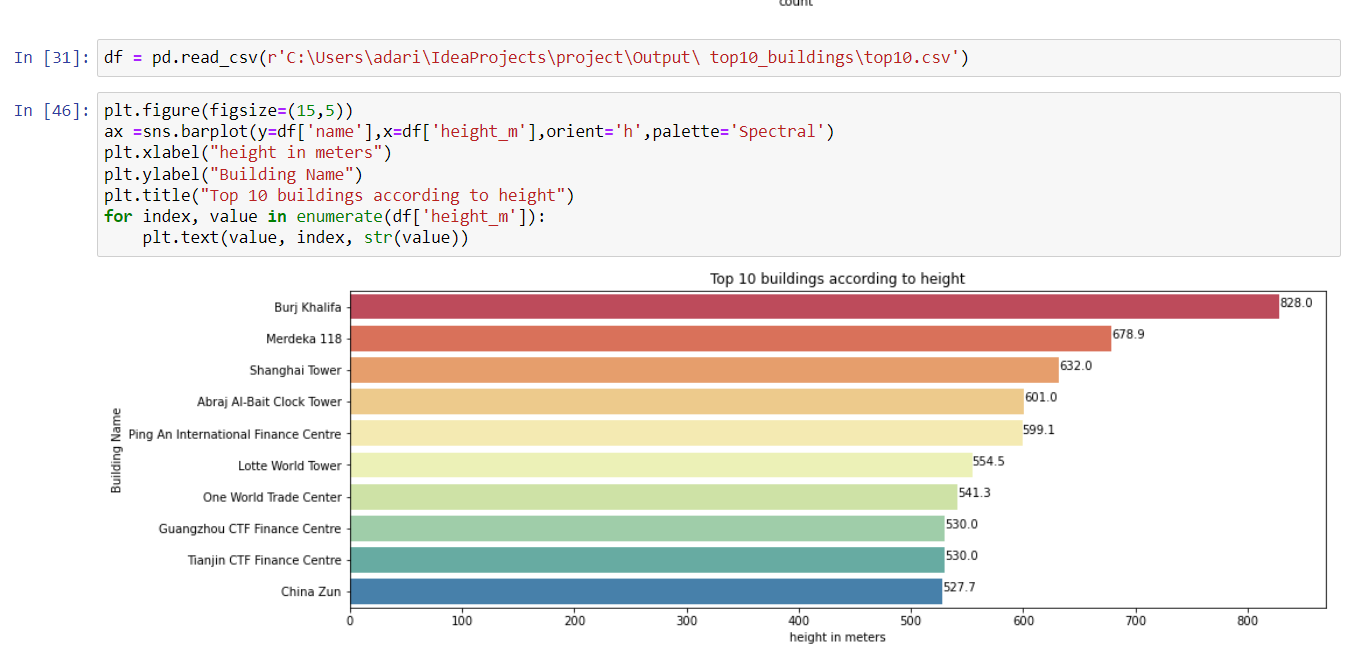 count
In [31]: df = pd.read_csv(r'C:\Users\adari\IdeaProjects\project\Output\ top10_buildings\top10.csv')
In [46]: plt.figure(figsize=(15,5))
ax =sns.barplot(y=df['name'],x=df['height_m'],orient='h',palette='Spectral')
plt.xlabel("height in meters")
plt.ylabel("Building Name")
plt.title("Top 10 buildings according to height")
for index, value in enumerate(df['height_m']):
    plt.text(value, index, str(value))
Top 10 buildings according to height
Burj Khalifa 828.0
Merdeka 118 678.9
Shanghai Tower 632.0
Abraj Al-Bait Clock Tower 601.0
Ping An International Finance Centre 599.1
Lotte World Tower 554.5
One World Trade Center 541.3
Guangzhou CTF Finance Centre 530.0
Tianjin CTF Finance Centre 530.0
China Zun 527.7
Building Name
0 100 200 300 400 500 600 700 800
height in meters